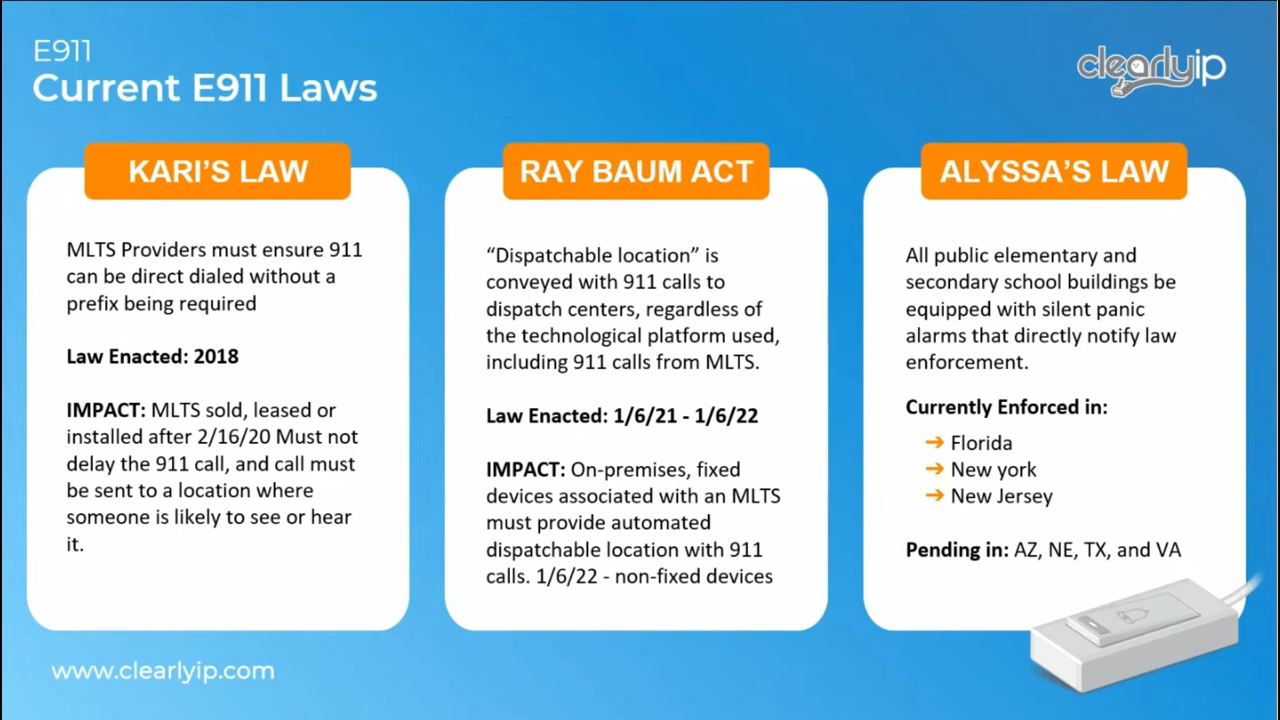 E911
Current E911 Laws
clearlyip
KARI'S LAW
MLTS Providers must ensure 911
can be direct dialed without a
prefix being required
Law Enacted: 2018
IMPACT: MLTS sold, leased or
installed after 2/16/20 Must not
delay the 911 call, and call must
be sent to a location where
someone is likely to see or hear
it.
RAY BAUM ACT
“Dispatchable location” is
conveyed with 911 calls to
dispatch centers, regardless of
the technological platform used,
including 911 calls from MLTS.
Law Enacted: 1/6/21 - 1/6/22
IMPACT: On-premises, fixed
devices associated with an MLTS
must provide automated
dispatchable location with 911
calls. 1/6/22 - non-fixed devices
ALYSSA'S LAW
All public elementary and
secondary school buildings be
equipped with silent panic
alarms that directly notify law
enforcement.
Currently Enforced in:
➔ Florida
➔ New york
➔ New Jersey
Pending in: AZ, NE, TX, and VA
www.clearlyip.com